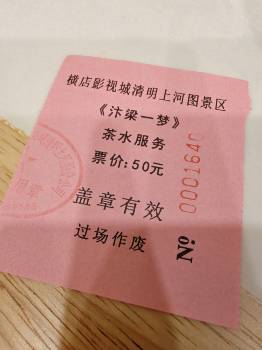 横店影视城清明上河图景区
《汴梁一梦》
茶水服务
票价:50元
盖章有效
过场作废
№
0001640